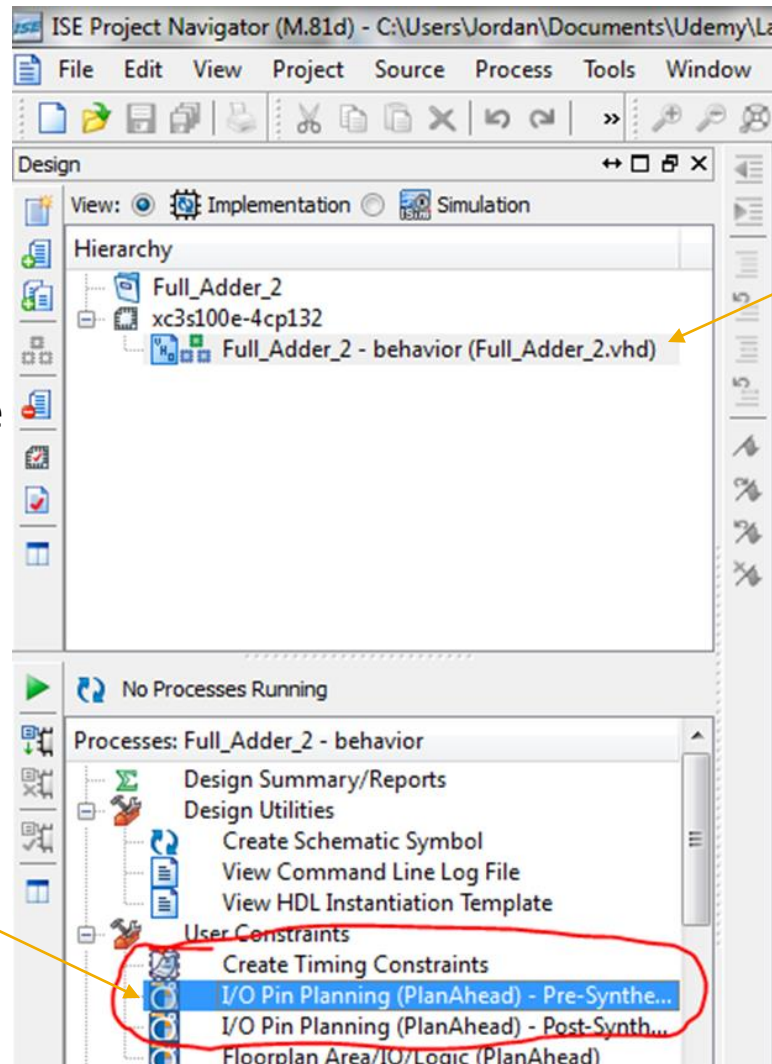 ISE Project Navigator (M.81d) - C:\Users\Jordan\Documents\Udemy\La
File Edit View Project Source Process Tools Window
Design
View: Implementation Simulation
Hierarchy
Full_Adder_2
xc3s100e-4cp132
Full_Adder_2 - behavior (Full_Adder_2.vhd)
e
No Processes Running
Processes: Full_Adder_2 - behavior
Design Summary/Reports
Design Utilities
Create Schematic Symbol
View Command Line Log File
View HDL Instantiation Template
User Constraints
Create Timing Constraints
I/O Pin Planning (PlanAhead) - Pre-Synthe...
I/O Pin Planning (PlanAhead) - Post-Synth...
Floorplan Area/IO/Logic (PlanAhead)